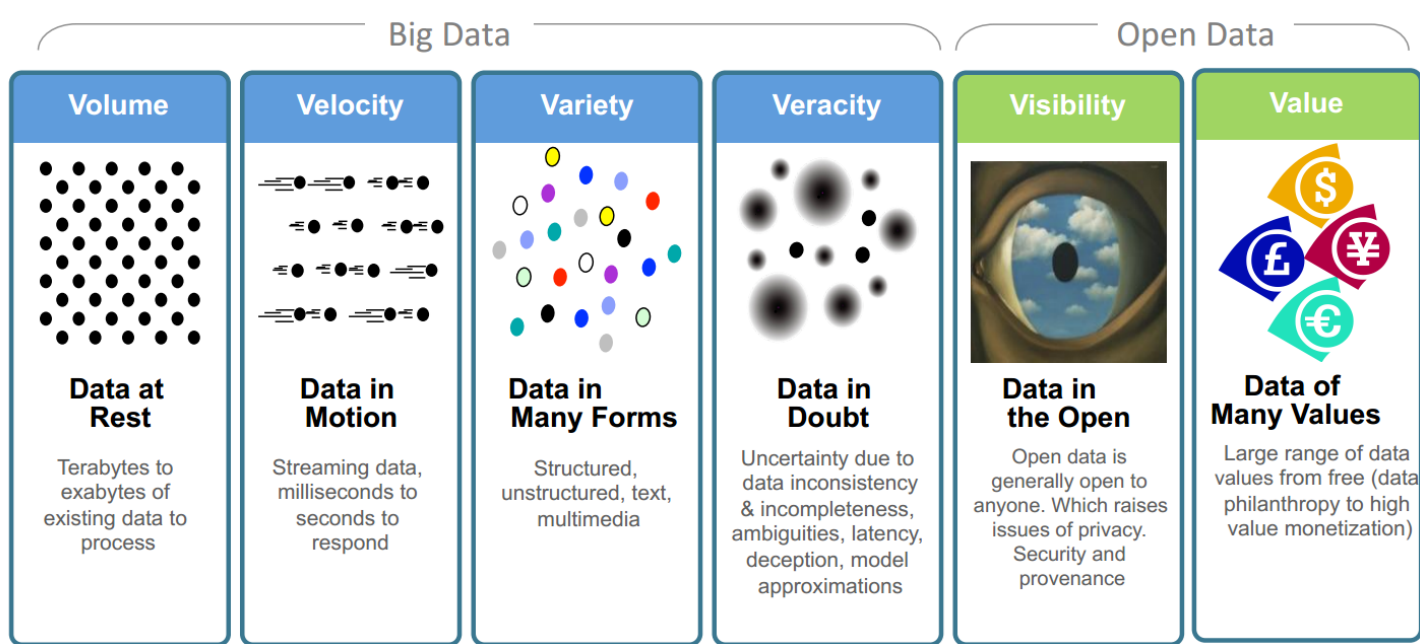 Big Data
Open Data
Volume
Data at
Rest
Terabytes to
exabytes of
existing data to
process
Velocity
Data in
Motion
Streaming data,
milliseconds to
seconds to
respond
Variety
Data in
Many Forms
Structured,
unstructured, text,
multimedia
Veracity
Data in
Doubt
Uncertainty due to
data inconsistency
& incompleteness,
ambiguities, latency,
deception, model
approximations
Visibility
Data in
the Open
Open data is
generally open to
anyone. Which raises
issues of privacy.
Security and
provenance
Value
$
£
¥
€
Data of
Many Values
Large range of data
values from free (data
philanthropy to high
value monetization)